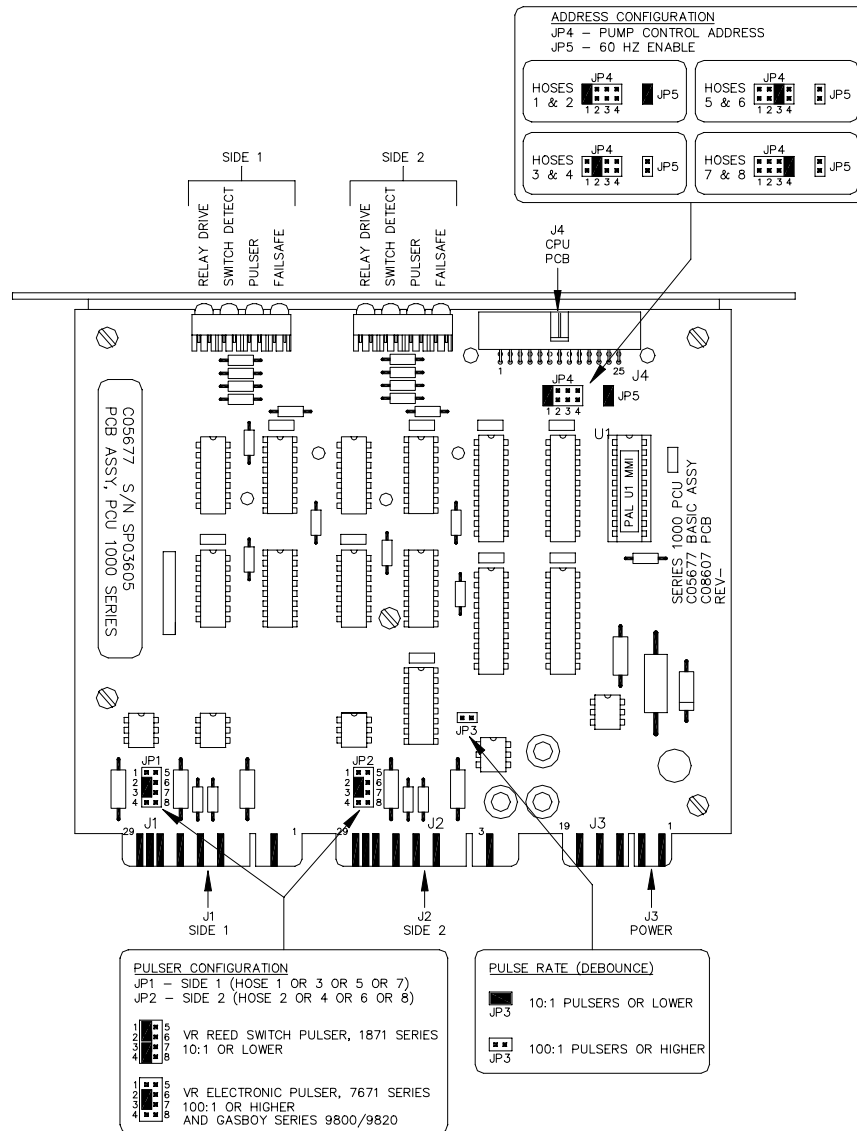 ADDRESS CONFIGURATION
JP4 – PUMP CONTROL ADDRESS
JP5 – 60 HZ ENABLE
HOSES
1 & 2
JP4
1 2 3 4
JP5
HOSES
5 & 6
JP4
1 2 3 4
JP5
HOSES
3 & 4
JP4
1 2 3 4
JP5
HOSES
7 & 8
JP4
1 2 3 4
JP5
SIDE 1
RELAY DRIVE
SWITCH DETECT
PULSER
FAILSAFE
SIDE 2
RELAY DRIVE
SWITCH DETECT
PULSER
FAILSAFE
J4
CPU
PCB
1
25
J4
JP4
1 2 3 4
JP5
U1
PAL U1 MMI
C05677 S/N SP03605
PCB ASSY, PCU 1000 SERIES
SERIES 1000 PCU
C05677 BASIC ASSY
C08607 PCB
REV–
JP3
JP1
1 5
2 6
3 7
4 8
JP2
1 5
2 6
3 7
4 8
29
J1
1
29
J2
3
19
J3
1
J1
SIDE 1
J2
SIDE 2
J3
POWER
PULSER CONFIGURATION
JP1 – SIDE 1 (HOSE 1 OR 3 OR 5 OR 7)
JP2 – SIDE 2 (HOSE 2 OR 4 OR 6 OR 8)
1 5
2 6
3 7
4 8
VR REED SWITCH PULSER, 1871 SERIES
10:1 OR LOWER
1 5
2 6
3 7
4 8
VR ELECTRONIC PULSER, 7671 SERIES
100:1 OR HIGHER
AND GASBOY SERIES 9800/9820
PULSE RATE (DEBOUNCE)
JP3
10:1 PULSERS OR LOWER
JP3
100:1 PULSERS OR HIGHER